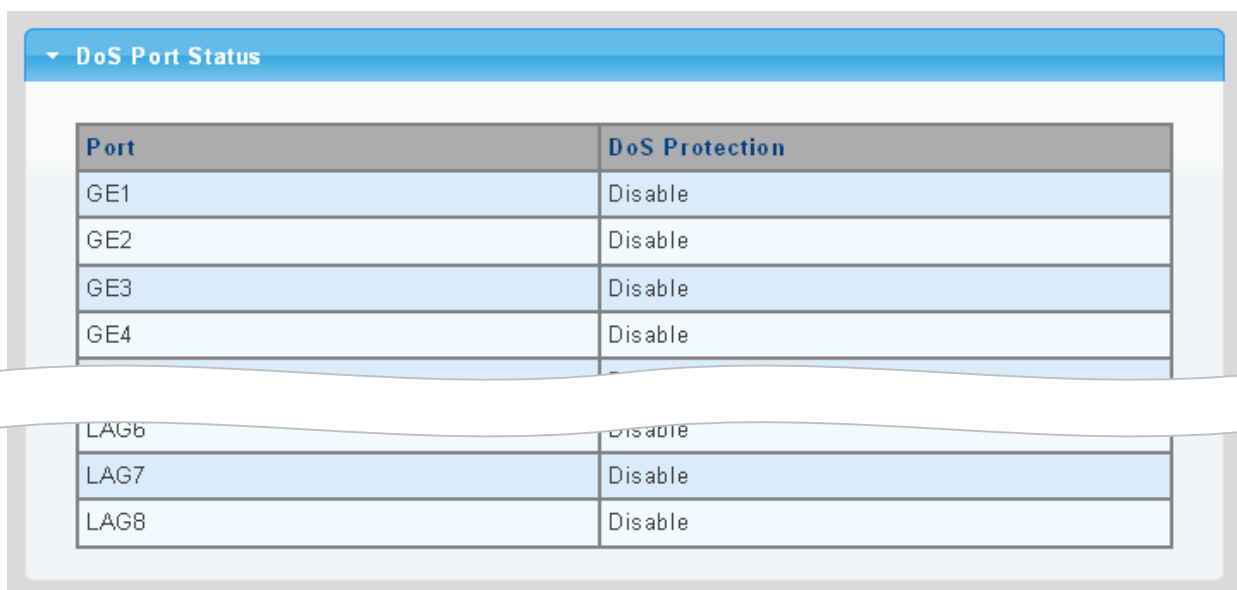 DoS Port Status
Port DoS Protection
GE1 Disable
GE2 Disable
GE3 Disable
GE4 Disable
LAG6 Disable
LAG7 Disable
LAG8 Disable